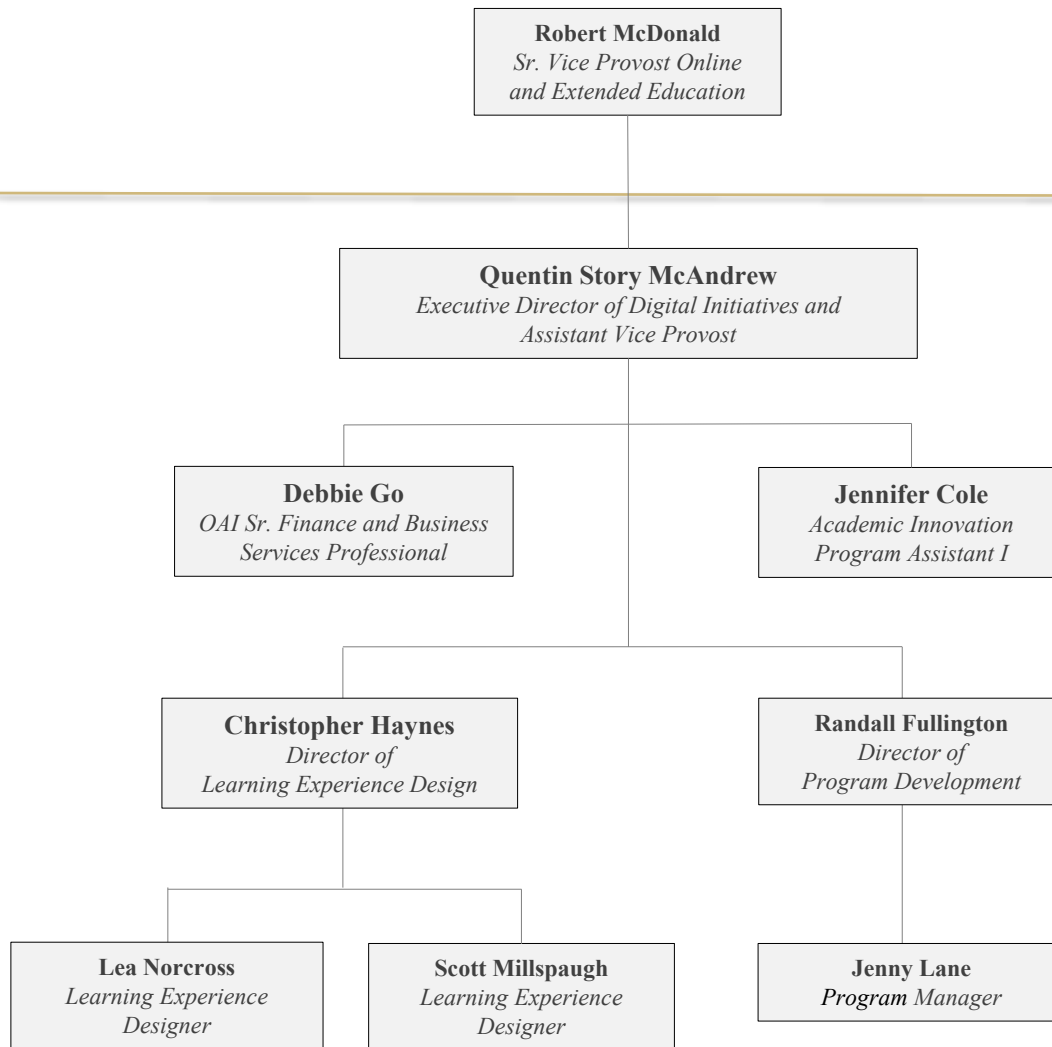 Robert McDonald
Sr. Vice Provost Online
and Extended Education
Quentin Story McAndrew
Executive Director of Digital Initiatives and
Assistant Vice Provost
Debbie Go
OAI Sr. Finance and Business
Services Professional
Jennifer Cole
Academic Innovation
Program Assistant I
Christopher Haynes
Director of
Learning Experience Design
Randall Fullington
Director of
Program Development
Lea Norcross
Learning Experience
Designer
Scott Millspaugh
Learning Experience
Designer
Jenny Lane
Program Manager